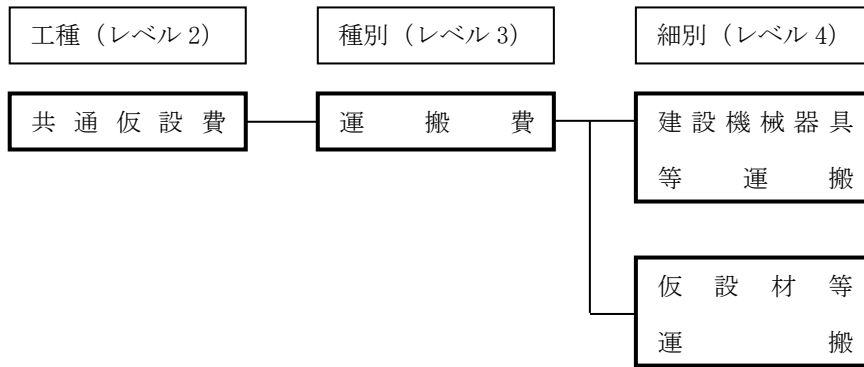 工種（レベル2） 種別（レベル3） 細別（レベル4）
共通仮設費 運搬費 建設機械器具
等運搬
仮設材等
運搬